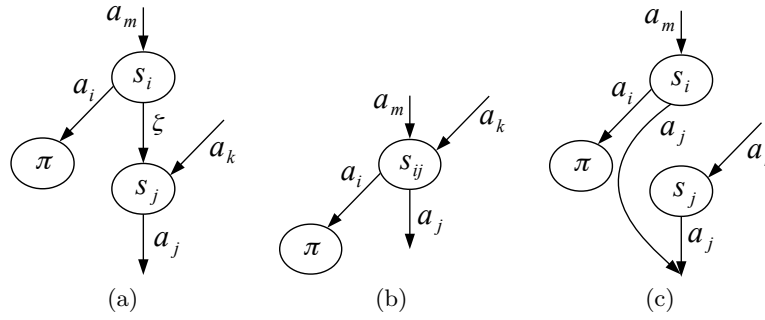 a_m a_m
s_i s_i
a_i ζ a_i a_j
a_m a_k
π a_k s_ij π
s_j a_i s_j
a_j a_j π a_j
(a) (b) (c)